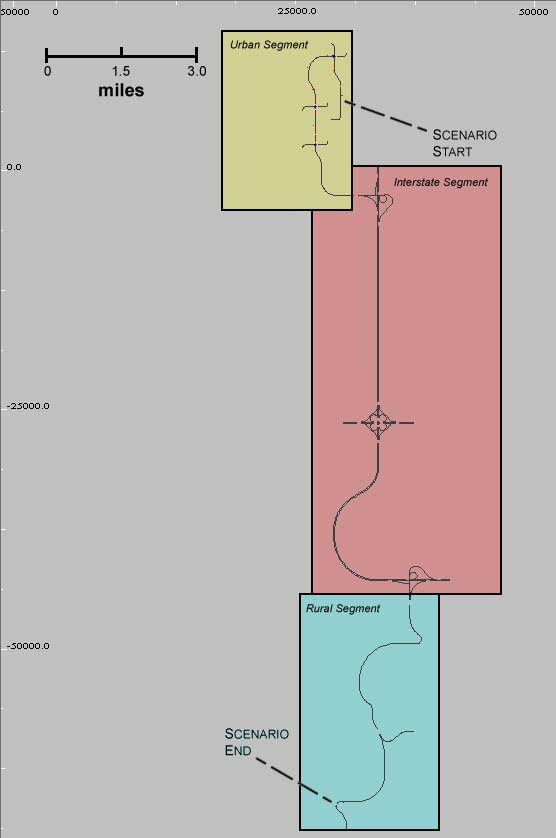 50000 0 25000.0 50000
Urban Segment
0 1.5 3.0
miles
SCENARIO
START
0.0
Interstate Segment
-25000.0
Rural Segment
-50000.0
SCENARIO
END